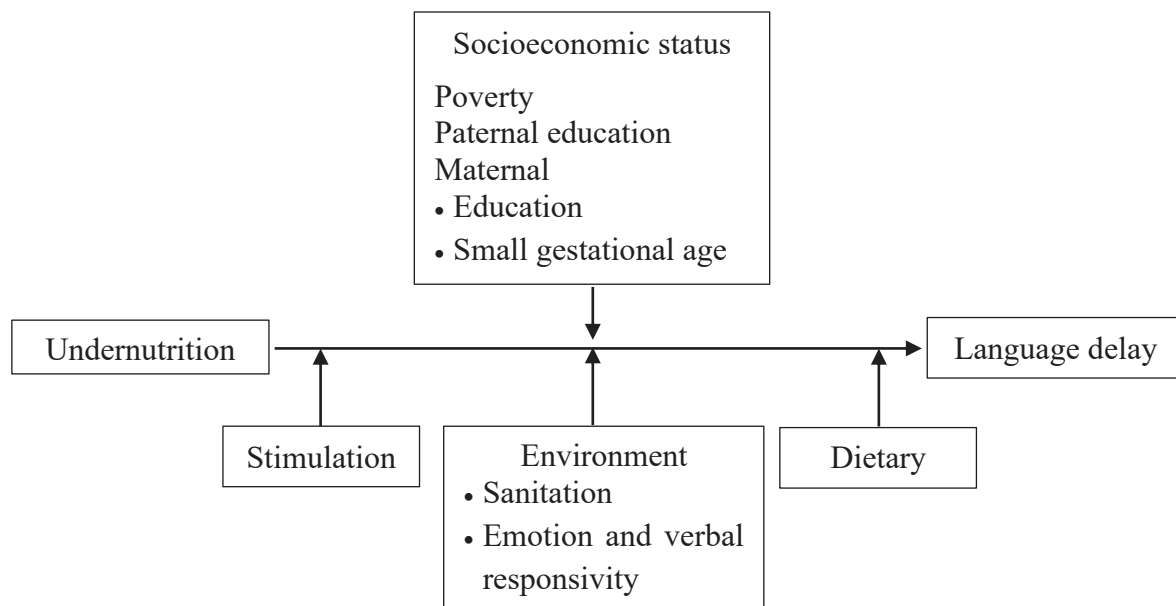 Socioeconomic status
Poverty
Paternal education
Maternal
• Education
• Small gestational age
Undernutrition
Language delay
Stimulation
Environment
• Sanitation
• Emotion and verbal
responsivity
Dietary